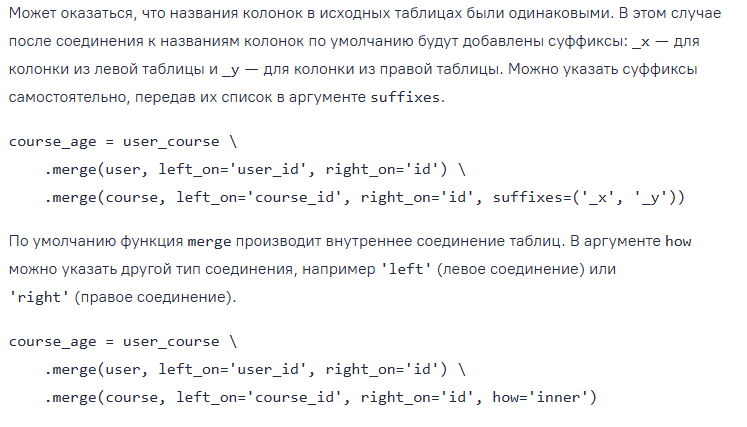 Может оказаться, что названия колонок в исходных таблицах были одинаковыми. В этом случае
после соединения к названиям колонок по умолчанию будут добавлены суффиксы: _x — для
колонки из левой таблицы и _y — для колонки из правой таблицы. Можно указать суффиксы
самостоятельно, передав их список в аргументе suffixes.
course_age = user_course \
    .merge(user, left_on='user_id', right_on='id') \
    .merge(course, left_on='course_id', right_on='id', suffixes=('_x', '_y'))
По умолчанию функция merge производит внутреннее соединение таблиц. В аргументе how
можно указать другой тип соединения, например 'left' (левое соединение) или
'right' (правое соединение).
course_age = user_course \
    .merge(user, left_on='user_id', right_on='id') \
    .merge(course, left_on='course_id', right_on='id', how='inner')